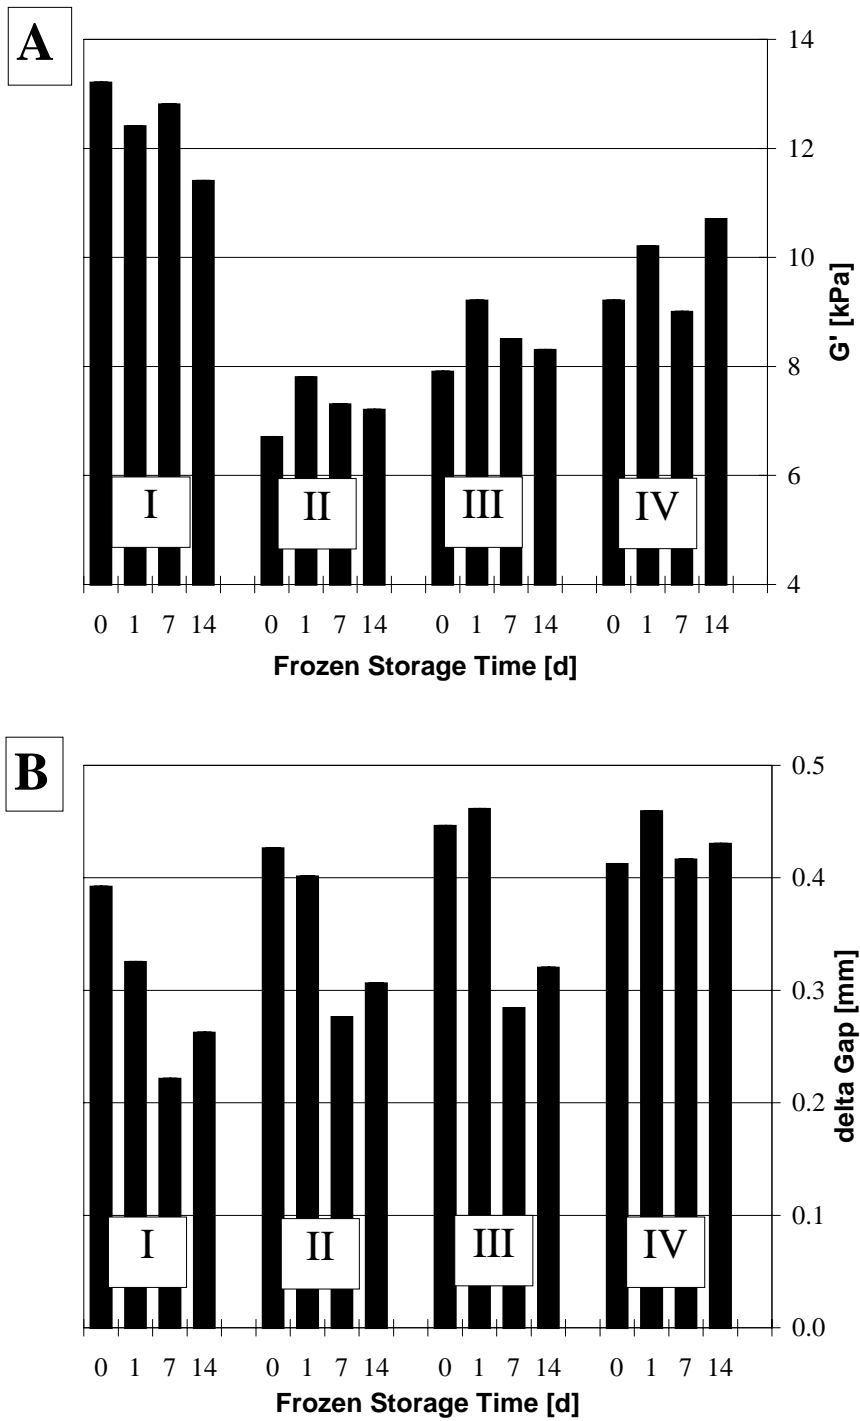 A
14
12
10
8
6
4
G' [kPa]
I II III IV
0 1 7 14 0 1 7 14 0 1 7 14 0 1 7 14
Frozen Storage Time [d]
B
0.5
0.4
0.3
0.2
0.1
0.0
delta Gap [mm]
I II III IV
0 1 7 14 0 1 7 14 0 1 7 14 0 1 7 14
Frozen Storage Time [d]